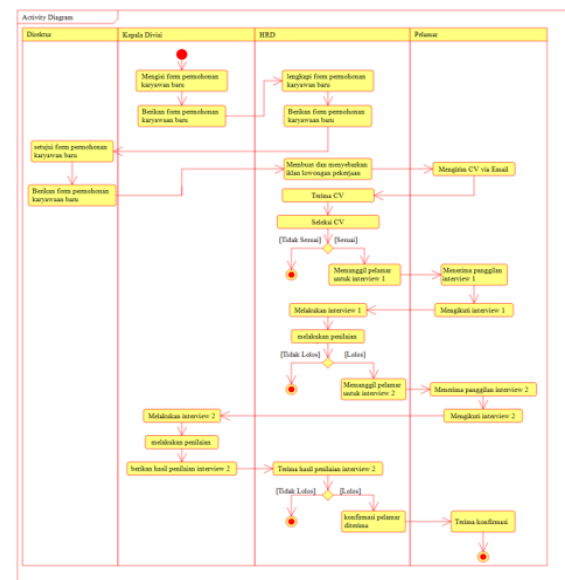 Activity Diagram
Direktur
Kepala Divisi
HRD
Pelamar
Mengisi form permohonan
karyawan baru
lengkapi form permohonan
karyawan baru
Berikan form permohonan
karyawaan baru
Berikan form permohonan
karyawaan baru
setujui form permohonan
karyawan baru
Berikan form permohonan
karyawaan baru
Membuat dan menyebarkan
iklan lowongan pekerjaan
Mengirim CV via Email
Terima CV
Seleksi CV
[Tidak Sesuai]
[Sesuai]
Memanggil pelamar
untuk interview 1
Menerima panggilan
interview 1
Melakukan interview 1
Mengikuti interview 1
melakukan penilaian
[Tidak Lolos]
[Lolos]
Memanggil pelamar
untuk interview 2
Menerima panggilan interview 2
Melakukan interview 2
Mengikuti interview 2
melakukan penilaian
berikan hasil penilaian interview 2
Terima hasil penilaian interview 2
[Tidak Lolos]
[Lolos]
konfirmasi pelamar
diterima
Terima konfirmasi